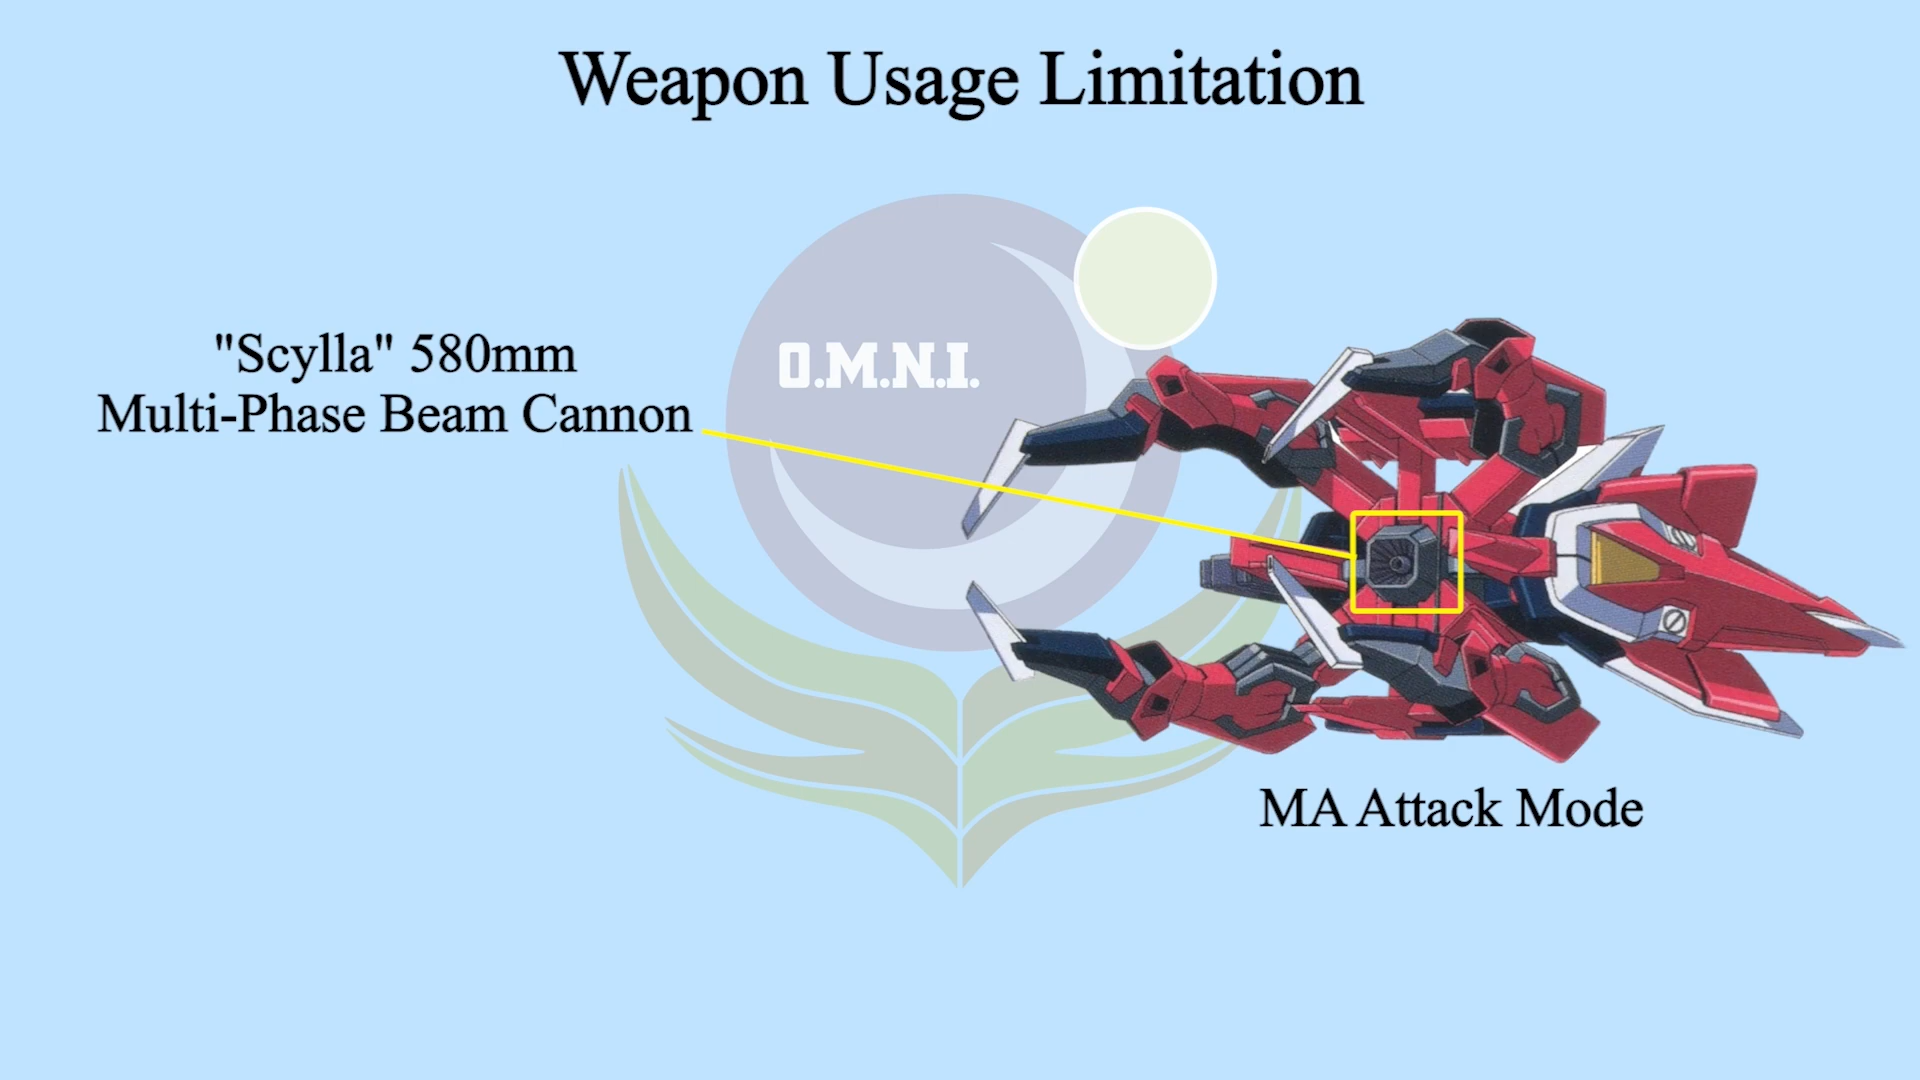 Weapon Usage Limitation
O.M.N.I.
"Scylla" 580mm
Multi-Phase Beam Cannon
MA Attack Mode